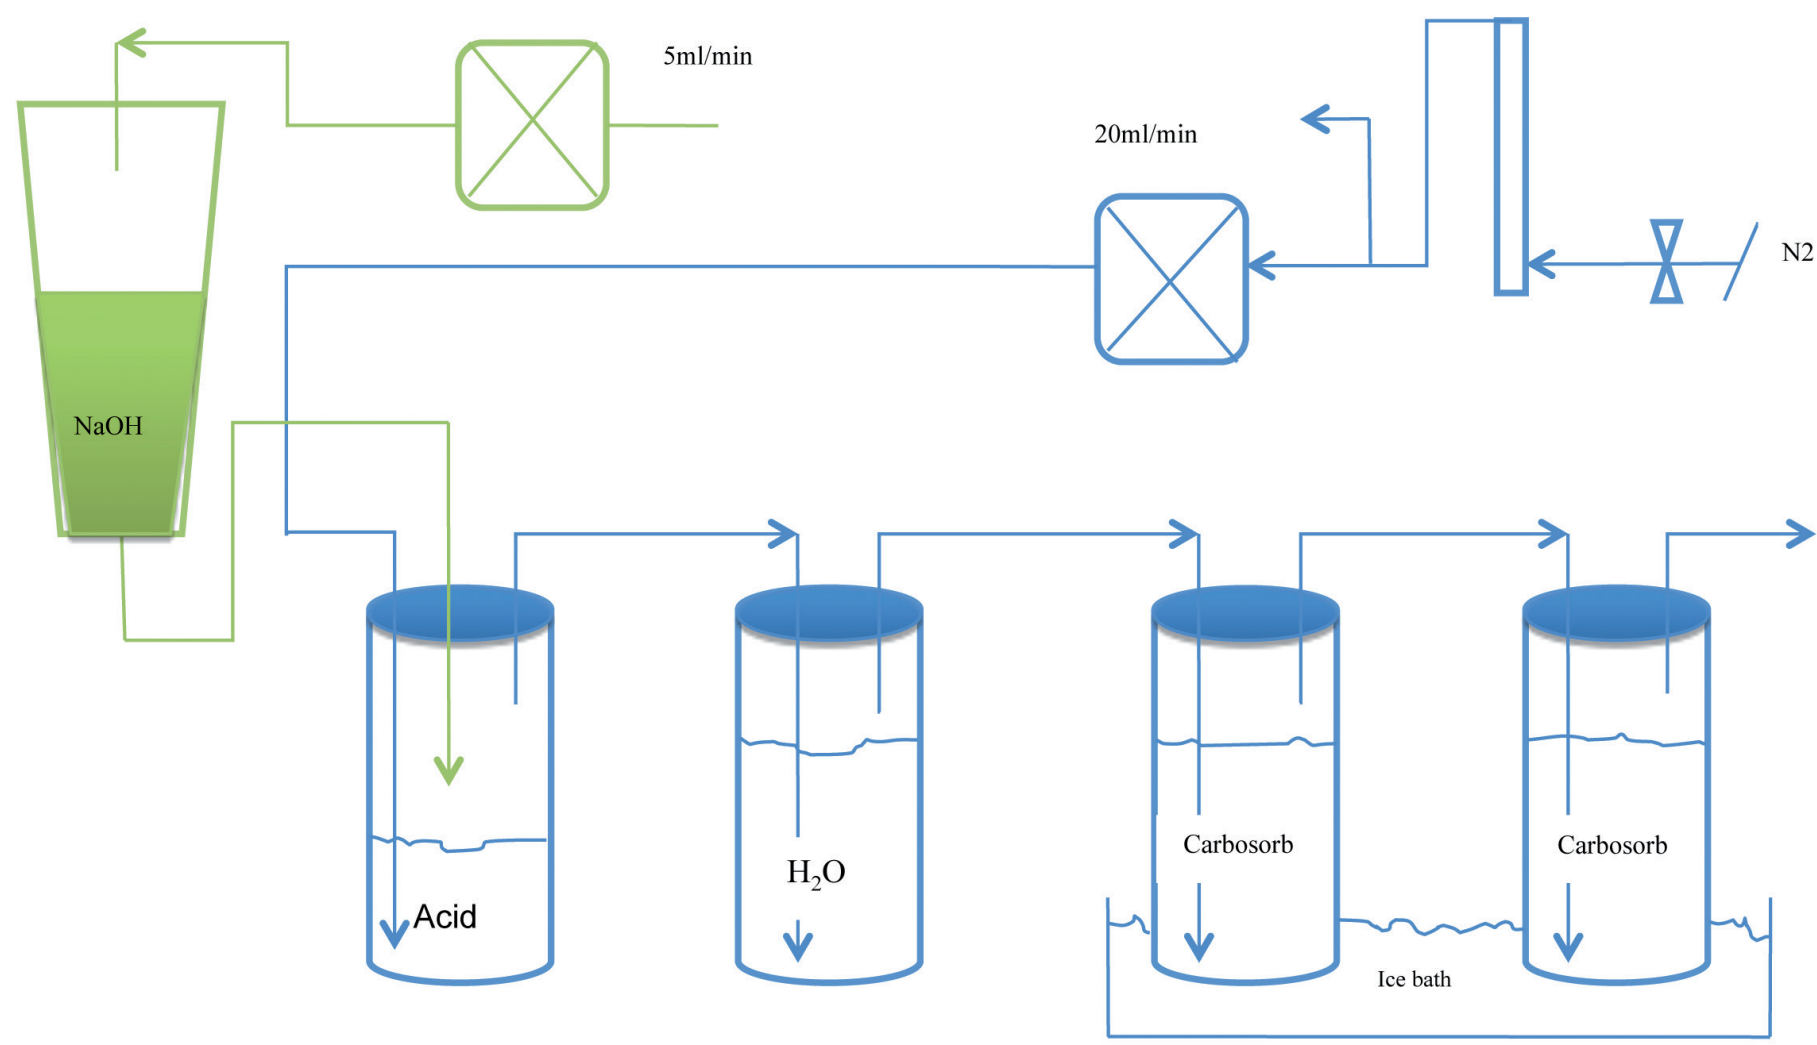 5ml/min
20ml/min
N2
NaOH
H₂O
Carbosorb
Carbosorb
Acid
Ice bath